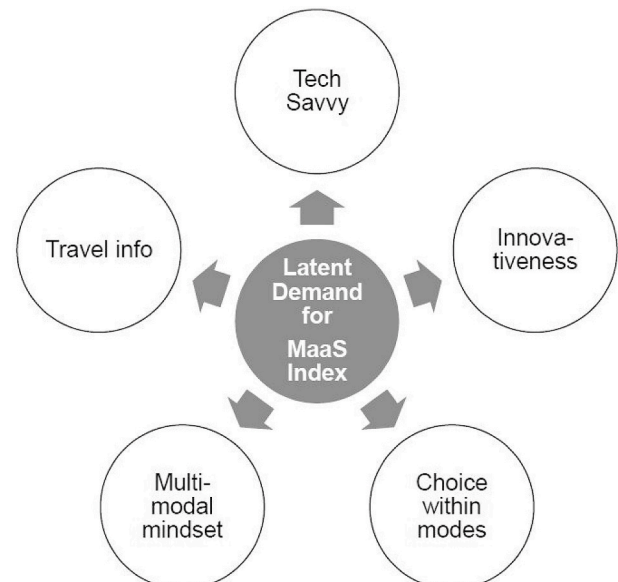 Tech
Savvy
Travel info
Innova-
tiveness
Latent
Demand
for
MaaS
Index
Multi-
modal
mindset
Choice
within
modes